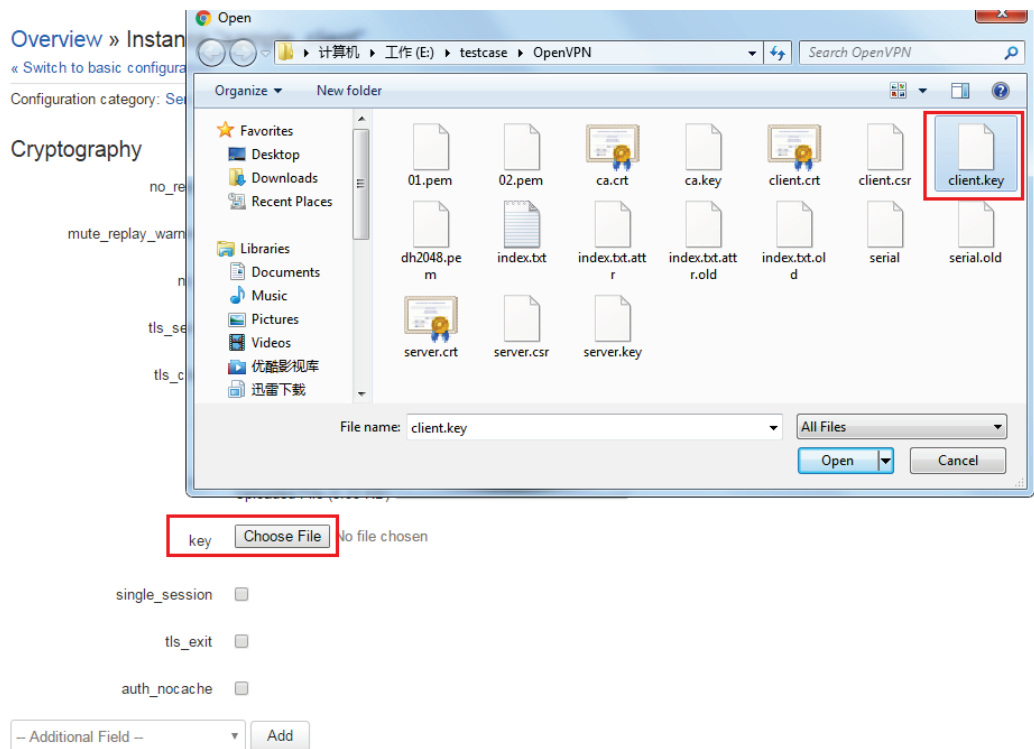 Open
Overview » Instan
« Switch to basic configura
Configuration category: Ser
计算机 ▸ 工作 (E:) ▸ testcase ▸ OpenVPN
Search OpenVPN
Organize
New folder
Cryptography
no_re
mute_replay_warn
n
tls_se
tls_c
Favorites
Desktop
Downloads
Recent Places
Libraries
Documents
Music
Pictures
Videos
优酷影视库
迅雷下载
01.pem
02.pem
ca.crt
ca.key
client.crt
client.csr
client.key
dh2048.pe
m
index.txt
index.txt.att
r
index.txt.att
r.old
index.txt.ol
d
serial
serial.old
server.crt
server.csr
server.key
File name: client.key
All Files
Open
Cancel
key Choose File No file chosen
single_session
tls_exit
auth_nocache
-- Additional Field --
Add